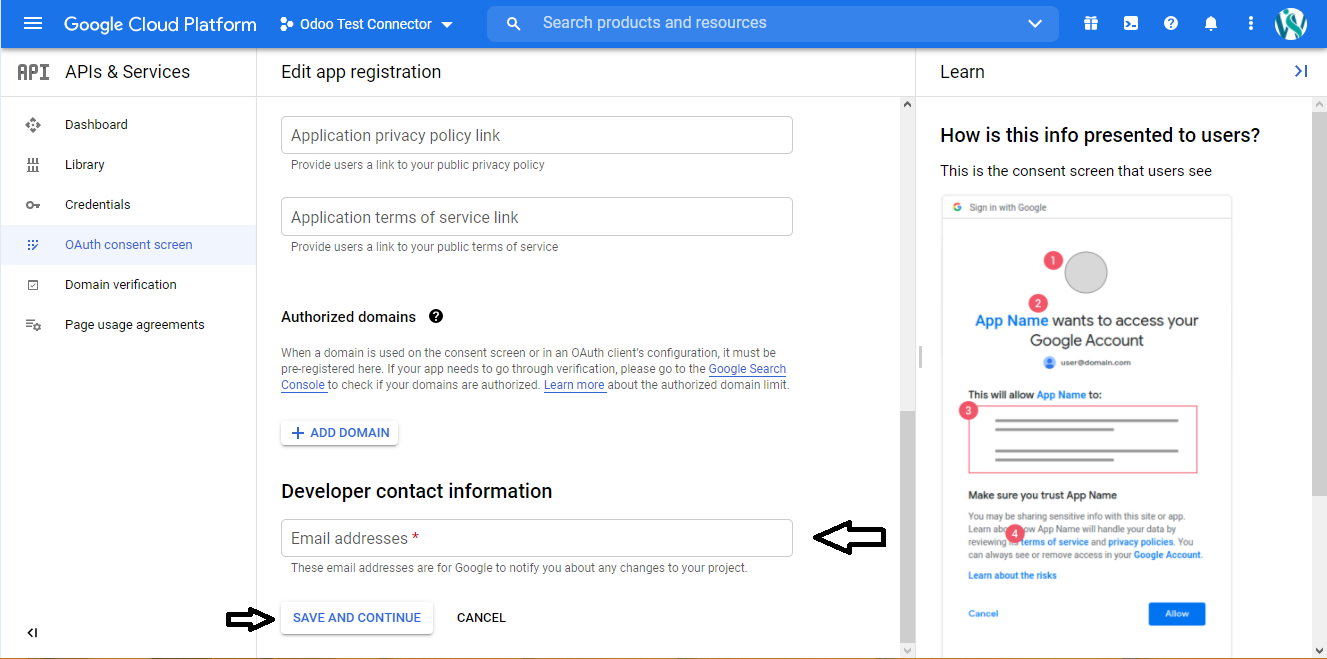 Google Cloud Platform
Odoo Test Connector
Search products and resources
API APIs & Services
Edit app registration
Learn
Dashboard
Library
Credentials
OAuth consent screen
Domain verification
Page usage agreements
Application privacy policy link
Provide users a link to your public privacy policy
Application terms of service link
Provide users a link to your public terms of service
Authorized domains
When a domain is used on the consent screen or in an OAuth client's configuration, it must be
pre-registered here. If your app needs to go through verification, please go to the Google Search
Console to check if your domains are authorized. Learn more about the authorized domain limit.
ADD DOMAIN
Developer contact information
Email addresses *
These email addresses are for Google to notify you about any changes to your project.
SAVE AND CONTINUE
CANCEL
How is this info presented to users?
This is the consent screen that users see
Sign in with Google
1
2
App Name wants to access your
Google Account
user@domain.com
This will allow App Name to:
3
Make sure you trust App Name
You may be sharing sensitive info with this site or app.
4
Learn how App Name will handle your data by
reviewing terms of service and privacy policies. You
can always see or remove access in your Google Account.
Learn about the risks
Cancel
Allow